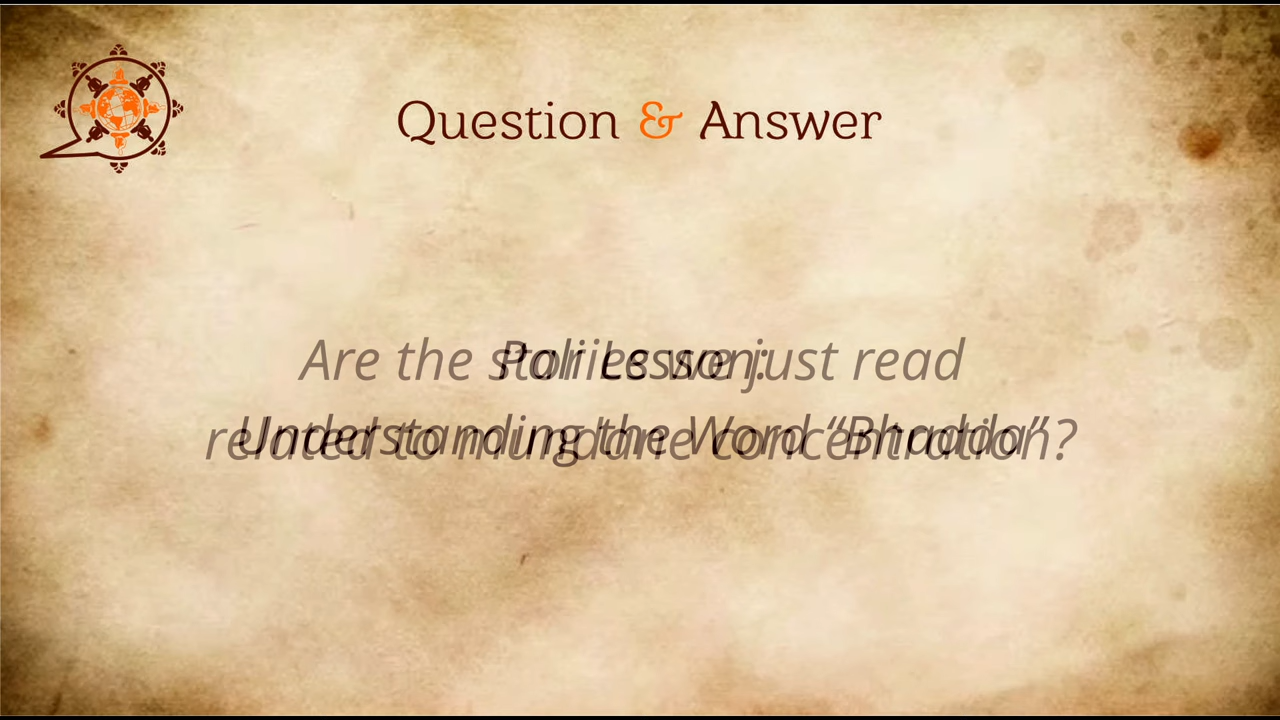 Question & Answer
Are the stories we just read
related to mundane concentration?
Pali Lesson:
Understanding the Word “Bhadda”